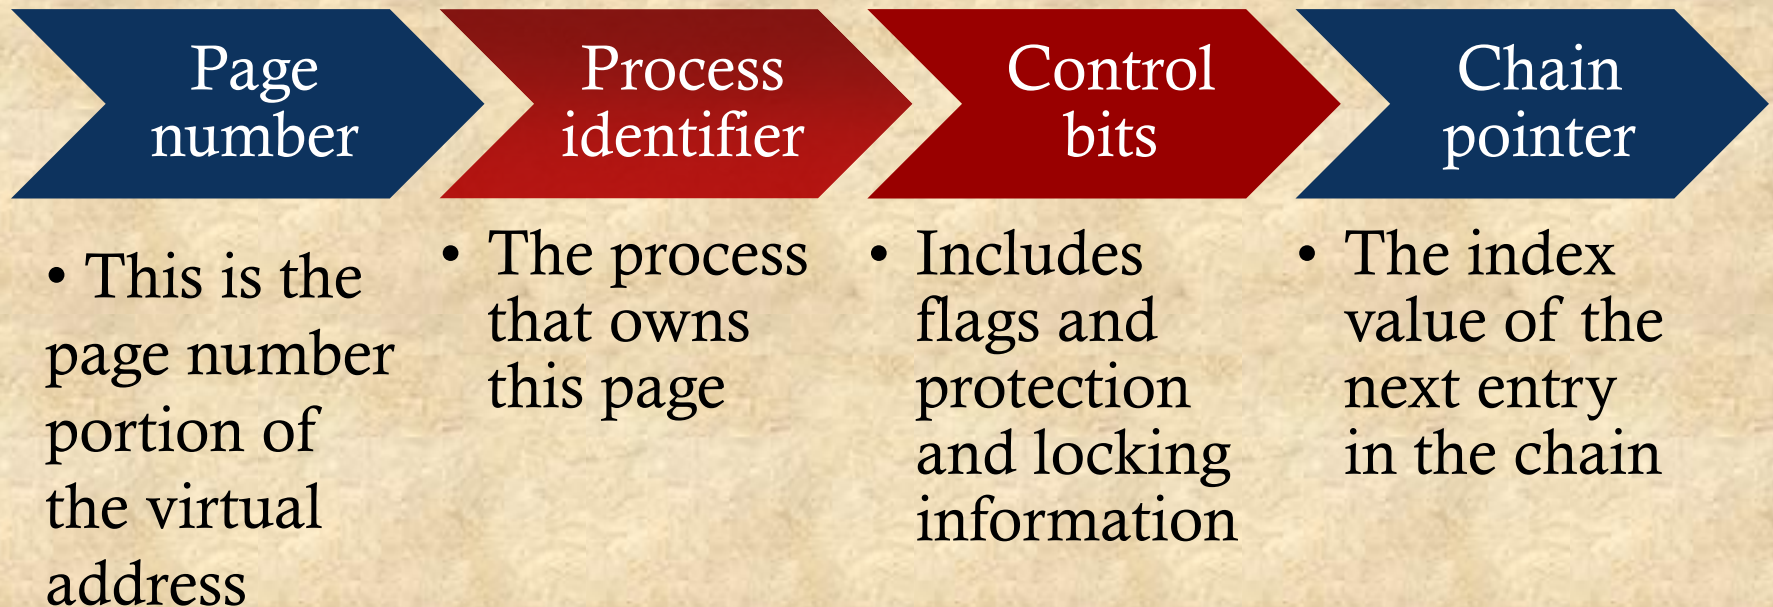 Page
number
• This is the
page number
portion of
the virtual
address
Process
identifier
• The process
that owns
this page
Control
bits
• Includes
flags and
protection
and locking
information
Chain
pointer
• The index
value of the
next entry
in the chain